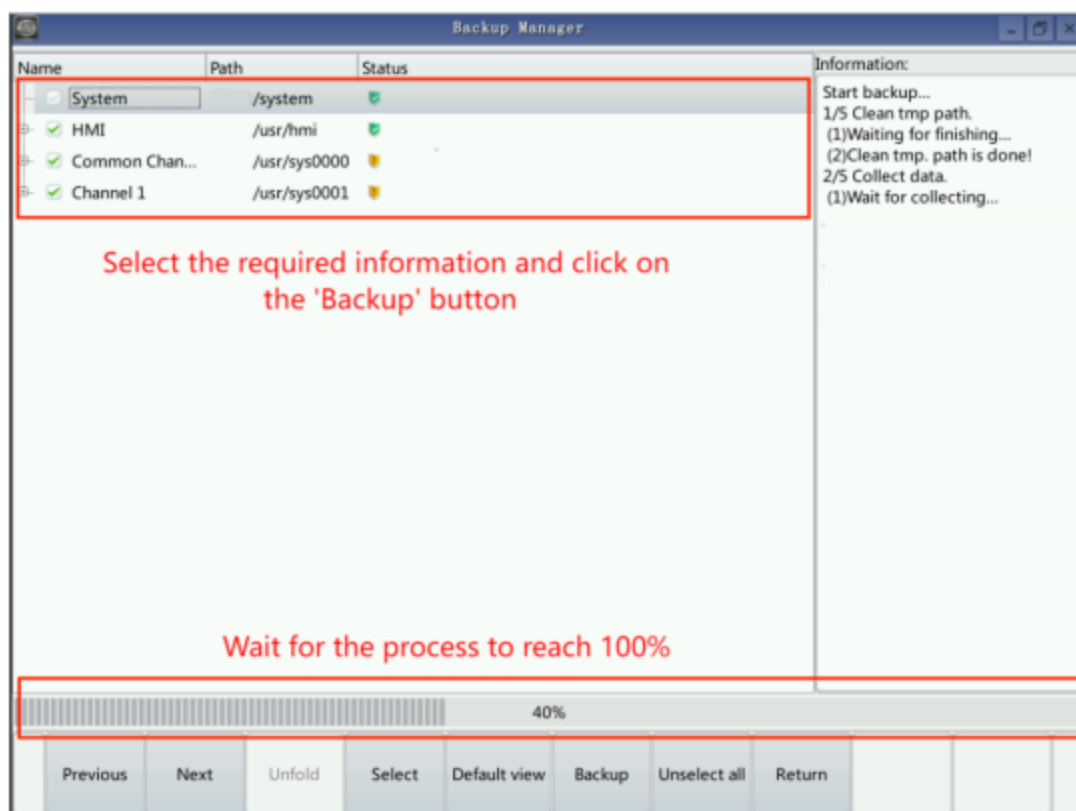 Backup Manager
Name Path Status
System /system
HMI /usr/hmi
Common Chan... /usr/sys0000
Channel 1 /usr/sys0001
Select the required information and click on
the 'Backup' button
Wait for the process to reach 100%
Information:
Start backup...
1/5 Clean tmp path.
(1)Waiting for finishing...
(2)Clean tmp. path is done!
2/5 Collect data.
(1)Wait for collecting...
40%
Previous Next Unfold Select Default view Backup Unselect all Return